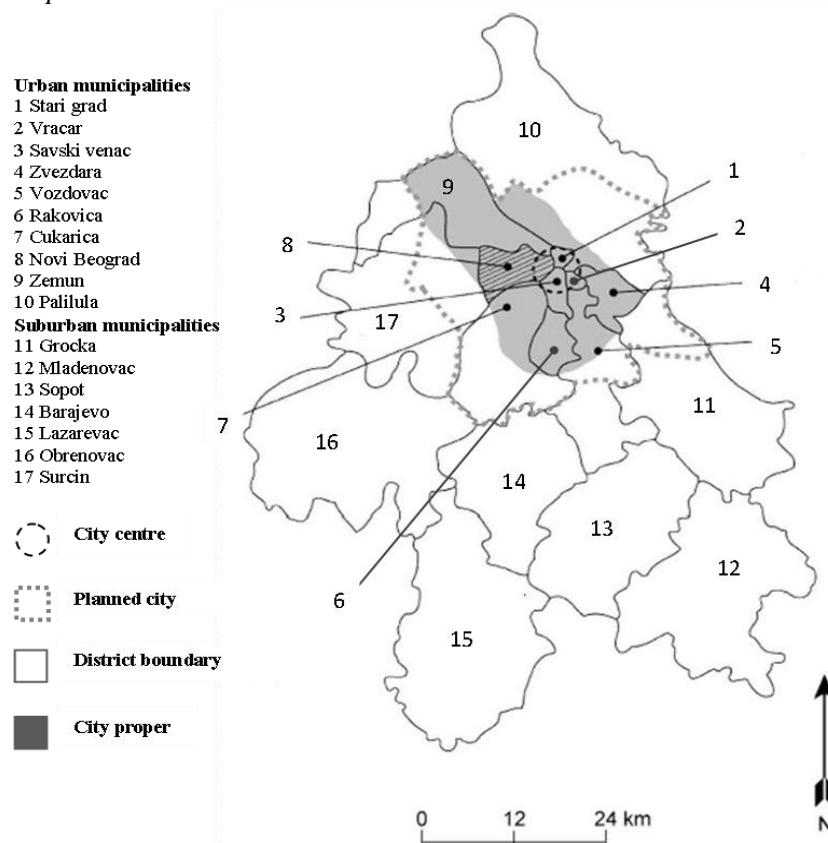 Urban municipalities
1 Stari grad
2 Vracar
3 Savski venac
4 Zvezdara
5 Vozdovac
6 Rakovica
7 Cukarica
8 Novi Beograd
9 Zemun
10 Palilula
Suburban municipalities
11 Grocka
12 Mladenovac
13 Sopot
14 Barajevo
15 Lazarevac
16 Obrenovac
17 Surcin
City centre
Planned city
District boundary
City proper
10
9
1
8
2
4
3
17
5
7
11
16
14
13
12
6
15
0 12 24 km
N